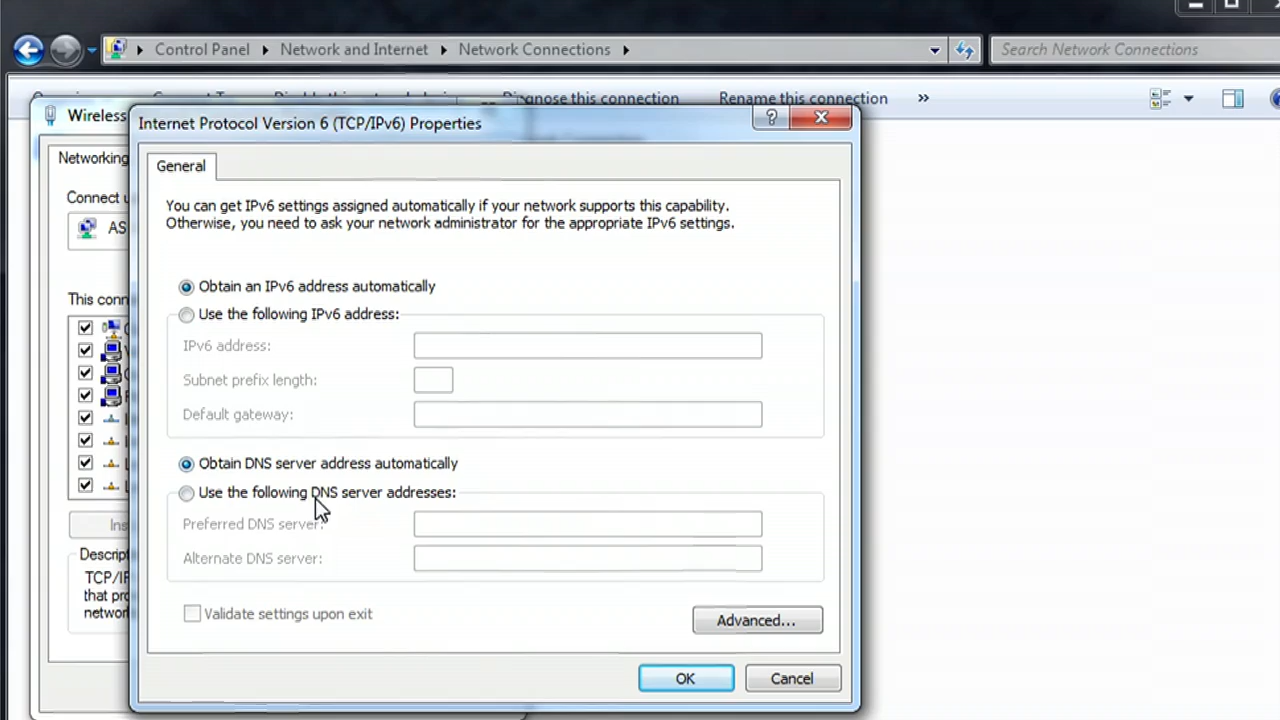 Control Panel Network and Internet Network Connections Search Network Connections
Diagnose this connection Rename this connection »
Wireless
Internet Protocol Version 6 (TCP/IPv6) Properties
Networking
General
Connect u
You can get IPv6 settings assigned automatically if your network supports this capability.
Otherwise, you need to ask your network administrator for the appropriate IPv6 settings.
AS
Obtain an IPv6 address automatically
This conn
Use the following IPv6 address:
IPv6 address:
Subnet prefix length:
Default gateway:
Obtain DNS server address automatically
Use the following DNS server addresses:
Ins
Preferred DNS server:
Descript
Alternate DNS server:
TCP/IP
that pro
networ
Validate settings upon exit
Advanced...
OK Cancel